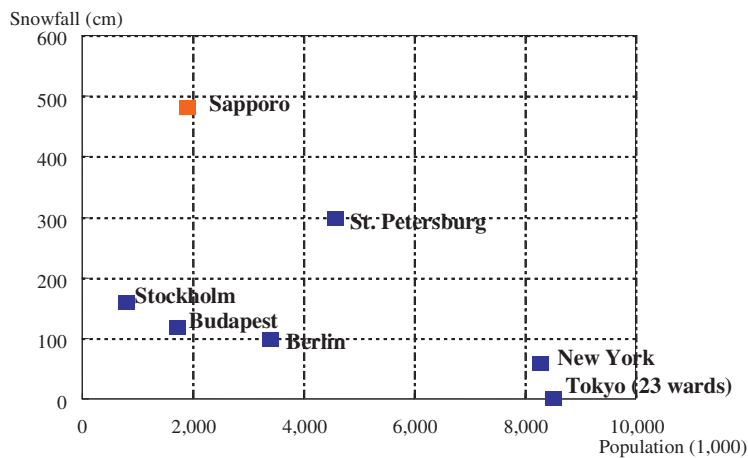 Snowfall (cm)
600
500
Sapporo
400
300
St. Petersburg
200
Stockholm
Budapest
100
Berlin
New York
Tokyo (23 wards)
0
0 2,000 4,000 6,000 8,000 10,000
Population (1,000)